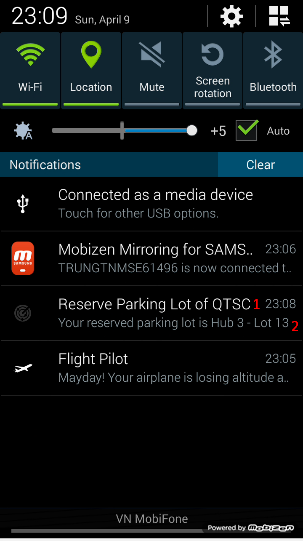 23:09 Sun, April 9
Wi-Fi Location Mute Screen rotation Bluetooth
A +5 Auto
Notifications Clear
Connected as a media device
Touch for other USB options.
Mobizen Mirroring for SAMS.. 23:06
TRUNGTNMSE61496 is now connected t..
Reserve Parking Lot of QTSC 1 23:08
Your reserved parking lot is Hub 3 - Lot 13 2
Flight Pilot 23:05
Mayday! Your airplane is losing altitude a..
VN MobiFone
Powered by mobizen